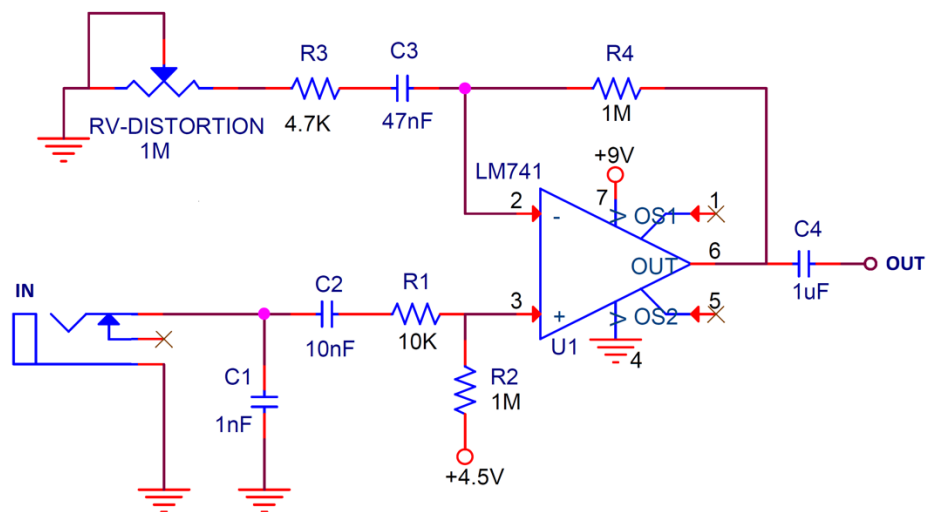 R3
C3
R4
RV-DISTORTION
1M
4.7K
47nF
1M
+9V
LM741
7
2
-
V
OS1
1
C4
6
OUT
OUT
1uF
IN
C2
R1
3
+
V
OS2
5
10nF
10K
U1
4
C1
1nF
R2
1M
+4.5V